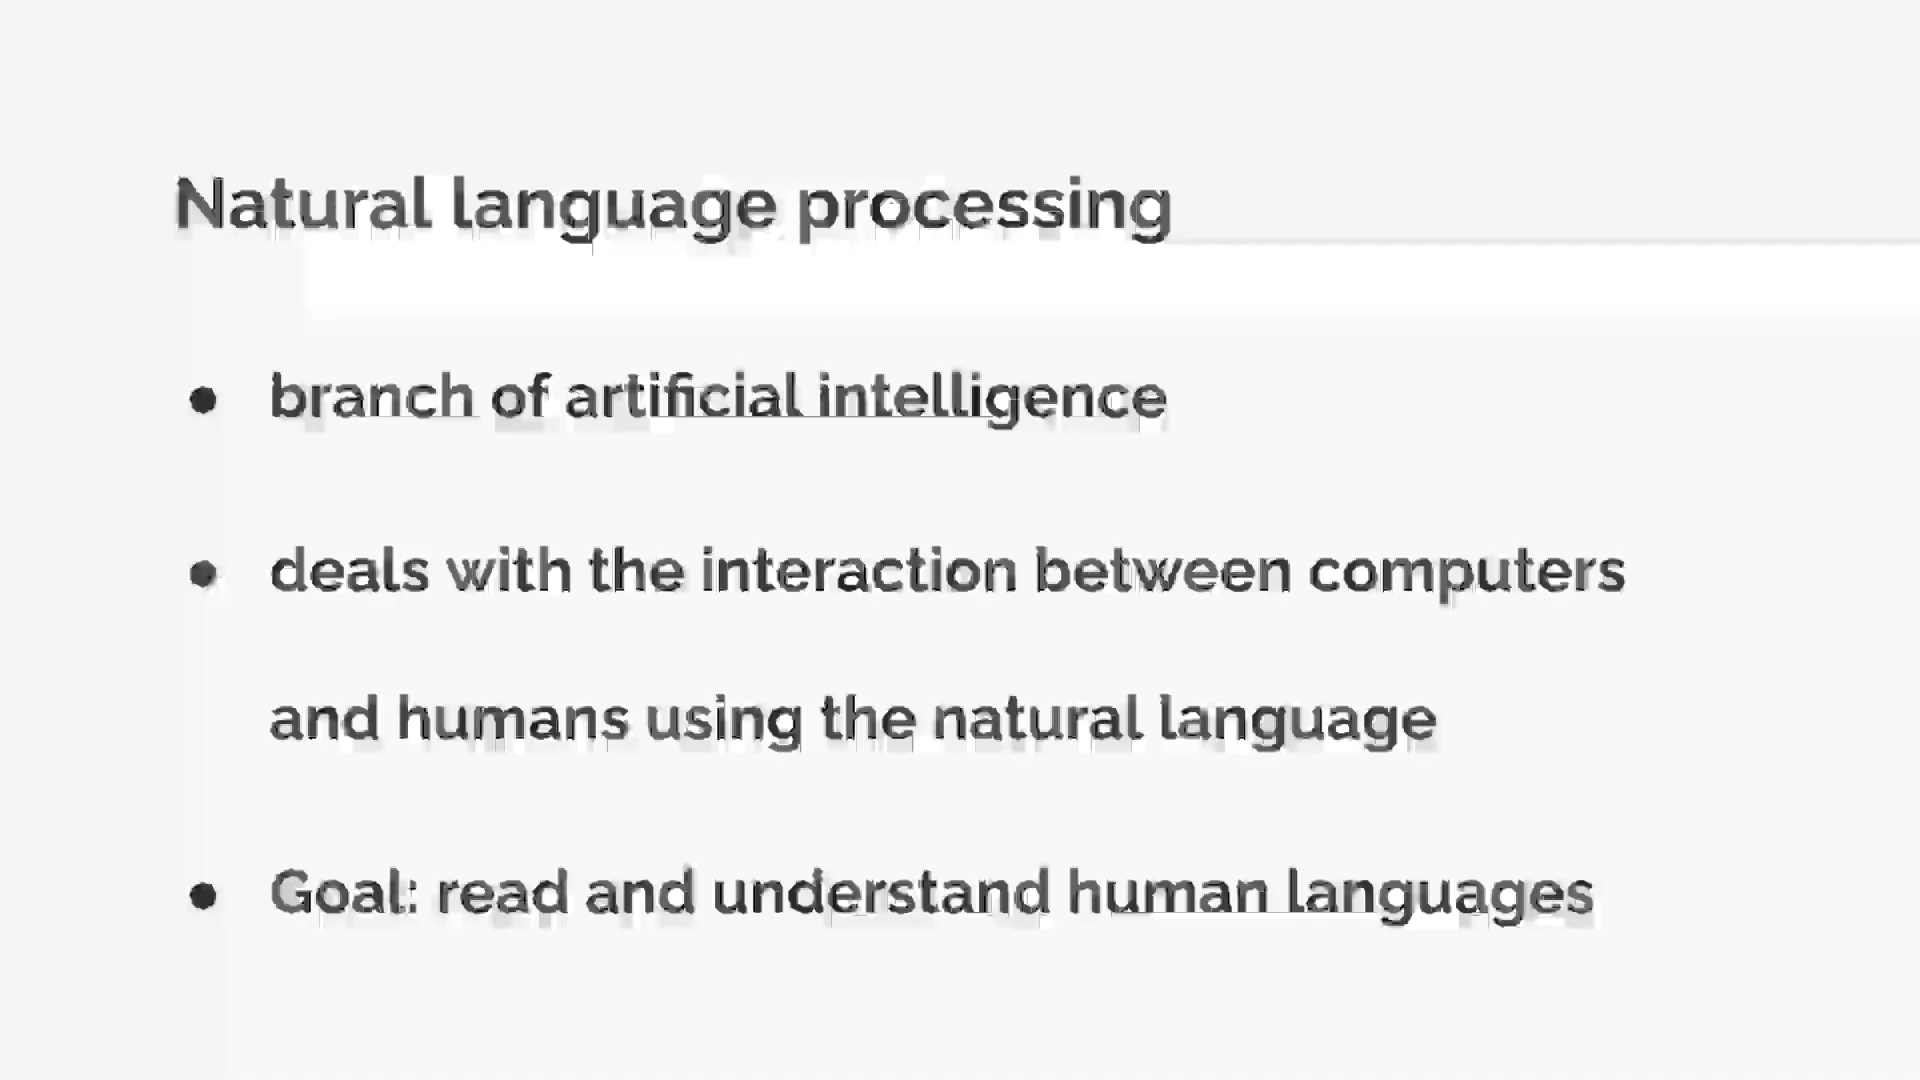 Natural language processing
● branch of artificial intelligence
● deals with the interaction between computers
and humans using the natural language
● Goal: read and understand human languages